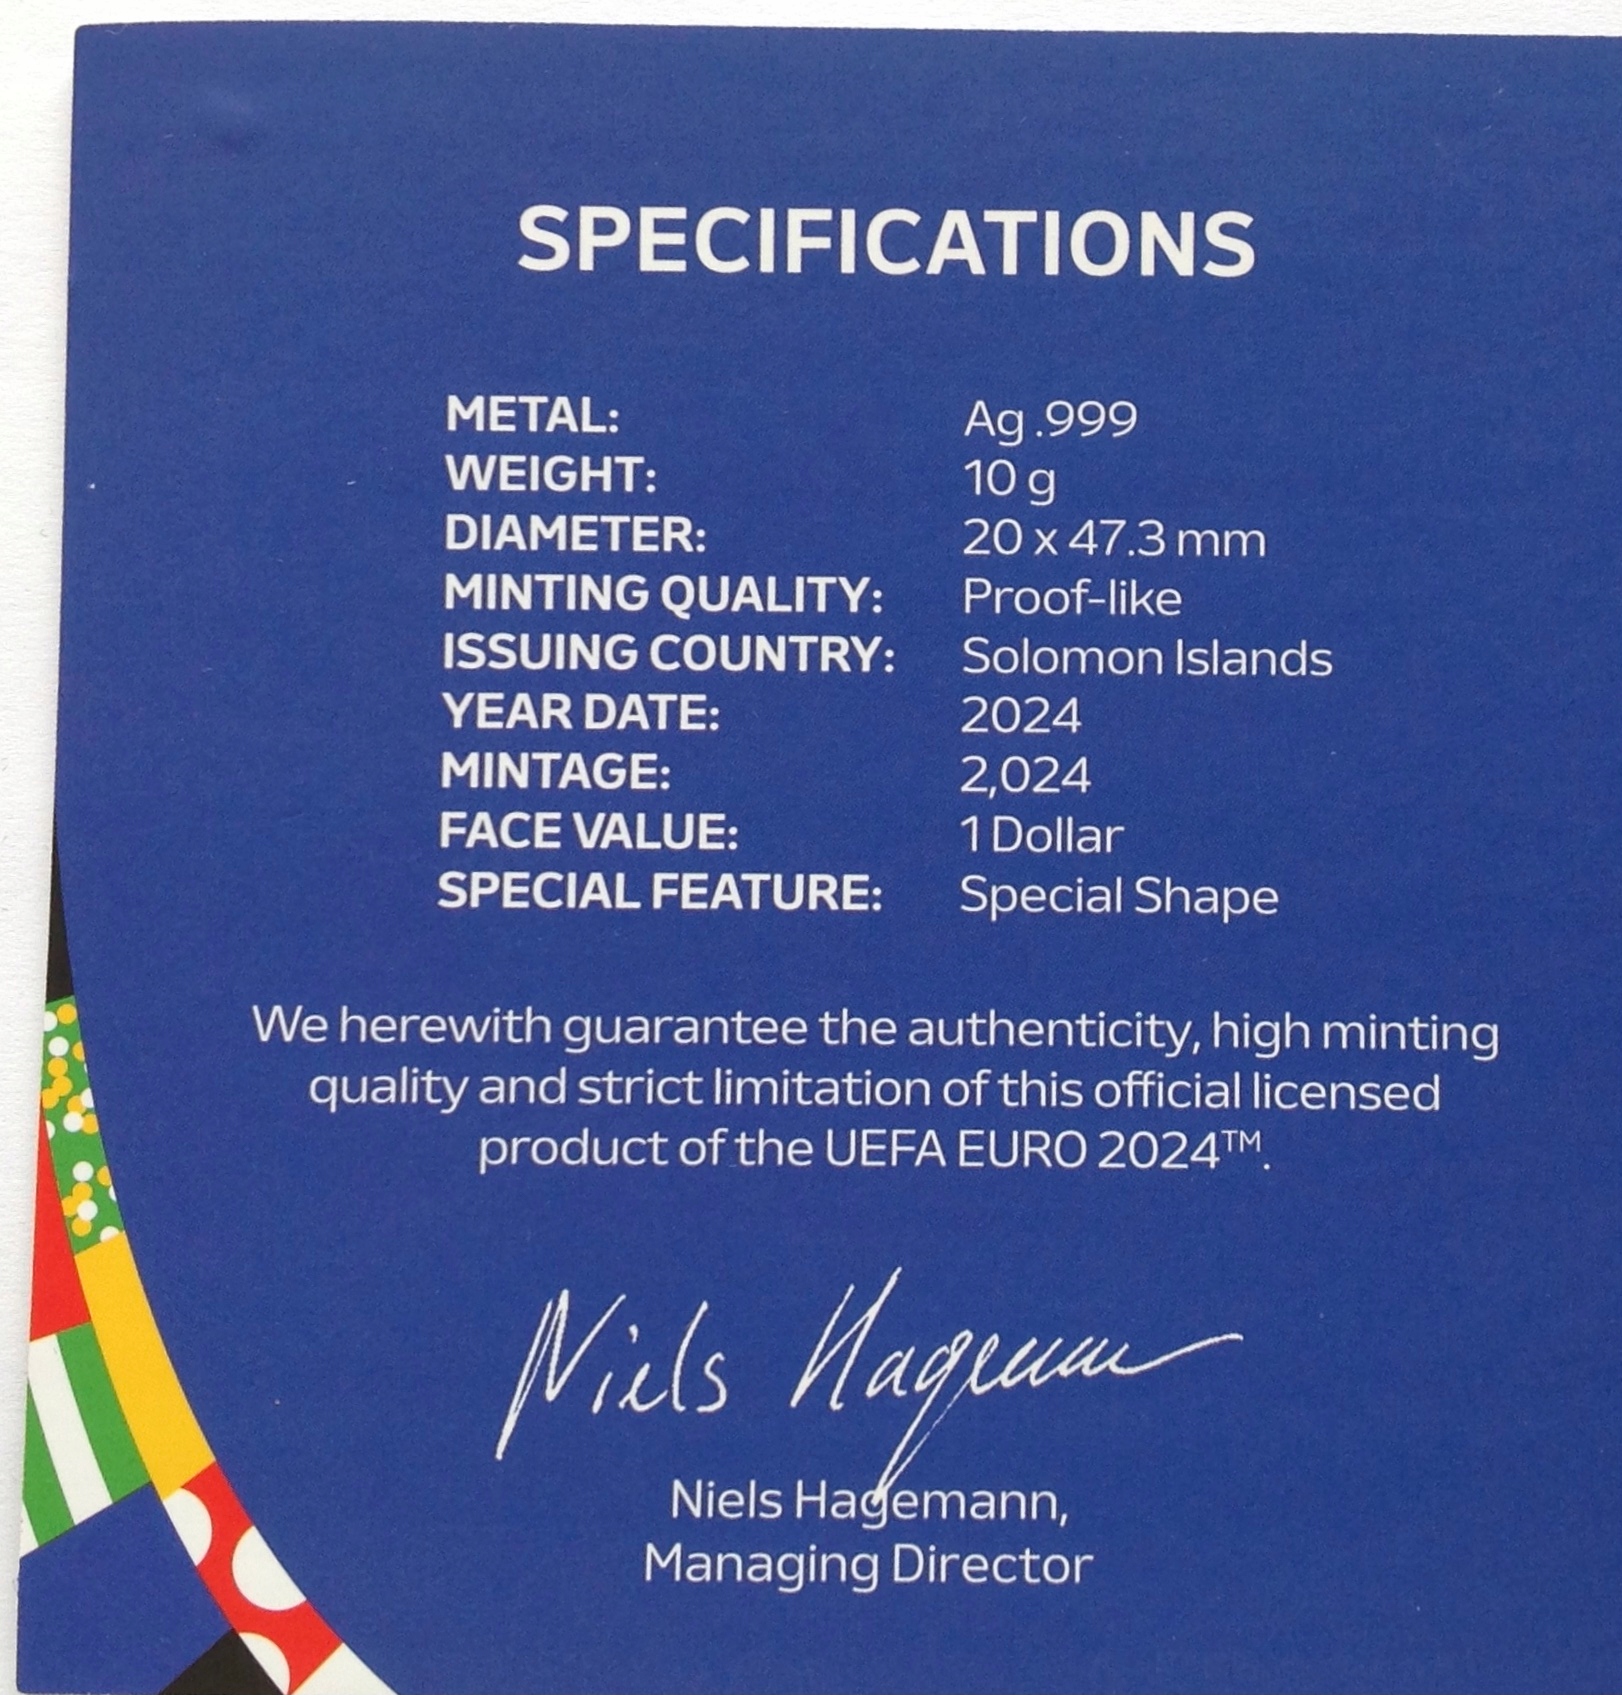 SPECIFICATIONS
METAL: Ag .999
WEIGHT: 10 g
DIAMETER: 20 x 47.3 mm
MINTING QUALITY: Proof-like
ISSUING COUNTRY: Solomon Islands
YEAR DATE: 2024
MINTAGE: 2,024
FACE VALUE: 1 Dollar
SPECIAL FEATURE: Special Shape
We herewith guarantee the authenticity, high minting
quality and strict limitation of this official licensed
product of the UEFA EURO 2024™.
Niels Hagemann
Niels Hagemann,
Managing Director